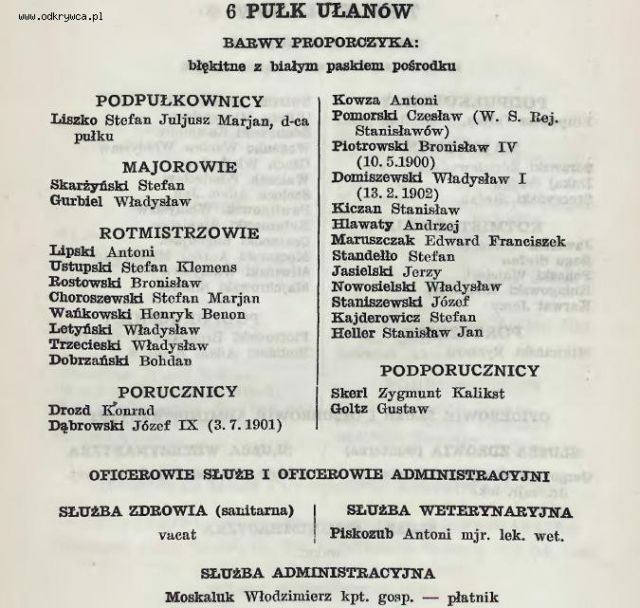 www.odkrywca.pl
6 PUŁK UŁANÓW
BARWY PROPORCZYKA:
błękitne z białym paskiem pośrodku
PODPUŁKOWNICY
Liszko Stefan Juljusz Marjan, d-ca
pułku
MAJOROWIE
Skarżyński Stefan
Gurbiel Władysław
ROTMISTRZOWIE
Lipski Antoni
Ustupski Stefan Klemens
Rostowski Bronisław
Choroszewski Stefan Marjan
Wańkowski Henryk Benon
Letyński Władysław
Trzecieski Władysław
Dobrzański Bohdan
PORUCZNICY
Drozd Konrad
Dąbrowski Józef IX (3. 7. 1901)
Kowza Antoni
Pomorski Czesław (W. S. Rej.
Stanisławów)
Piotrowski Bronisław IV
(10. 5. 1900)
Domiszewski Władysław I
(13. 2. 1902)
Kiczan Stanisław
Hlawaty Andrzej
Maruszczak Edward Franciszek
Standełło Stefan
Jasielski Jerzy
Nowosielski Władysław
Staniszewski Józef
Kajderowicz Stefan
Heller Stanisław Jan
PODPORUCZNICY
Skerl Zygmunt Kalikst
Goltz Gustaw
OFICEROWIE SŁUŻB I OFICEROWIE ADMINISTRACYJNI
SŁUŻBA ZDROWIA (sanitarna)
vacat
SŁUŻBA WETERYNARYJNA
Piskozub Antoni mjr. lek. wet.
SŁUŻBA ADMINISTRACYJNA
Moskaluk Włodzimierz kpt. gosp. — płatnik